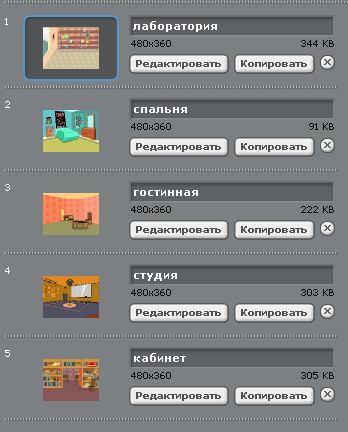 1
лаборатория
480x360 344 KB
Редактировать Копировать
2
спальня
480x360 91 KB
Редактировать Копировать
3
гостинная
480x360 222 KB
Редактировать Копировать
4
студия
480x360 303 KB
Редактировать Копировать
5
кабинет
480x360 305 KB
Редактировать Копировать